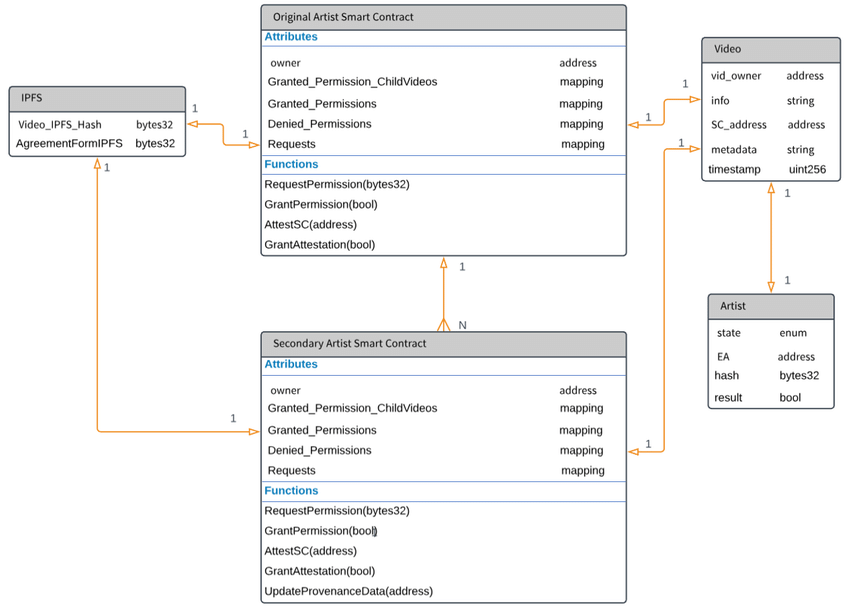 Original Artist Smart Contract
Attributes
owner address
Granted_Permission_ChildVideos mapping
Granted_Permissions mapping
Denied_Permissions mapping
Requests mapping
Functions
RequestPermission(bytes32)
GrantPermission(bool)
AttestSC(address)
GrantAttestation(bool)
IPFS
Video_IPFS_Hash bytes32
AgreementFormIPFS bytes32
Video
vid_owner address
info string
SC_address address
metadata string
timestamp uint256
Artist
state enum
EA address
hash bytes32
result bool
Secondary Artist Smart Contract
Attributes
owner address
Granted_Permission_ChildVideos mapping
Granted_Permissions mapping
Denied_Permissions mapping
Requests mapping
Functions
RequestPermission(bytes32)
GrantPermission(bool)
AttestSC(address)
GrantAttestation(bool)
UpdateProvenanceData(address)
1
1
1
1
1
1
1
1
N
1
1
1
1